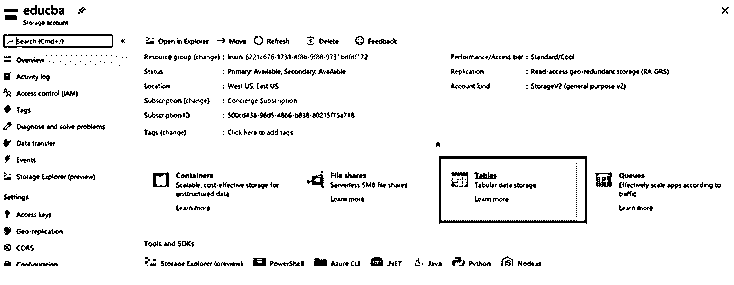 educba
Storage account
Search (Cmd+/)
Open in Explorer Move Refresh Delete Feedback
Overview
Activity log
Access control (IAM)
Tags
Diagnose and solve problems
Data transfer
Events
Storage Explorer (preview)
Settings
Access keys
Geo-replication
CORS
Configuration
Resource group (change) :
Status : Primary: Available, Secondary: Available
Location : West US, East US
Subscription (change) : Concierge Subscription
Subscription ID :
Tags (change) : Click here to add tags
Performance/Access tier : Standard/Cool
Replication : Read-access geo-redundant storage (RA-GRS)
Account kind : StorageV2 (general purpose v2)
Containers
Scalable, cost-effective storage for
unstructured data
Learn more
File shares
Serverless SMB file shares
Learn more
Tables
Tabular data storage
Learn more
Queues
Effectively scale apps according to
traffic
Learn more
Tools and SDKs
Storage Explorer (preview) PowerShell Azure CLI .NET Java Python Node.js